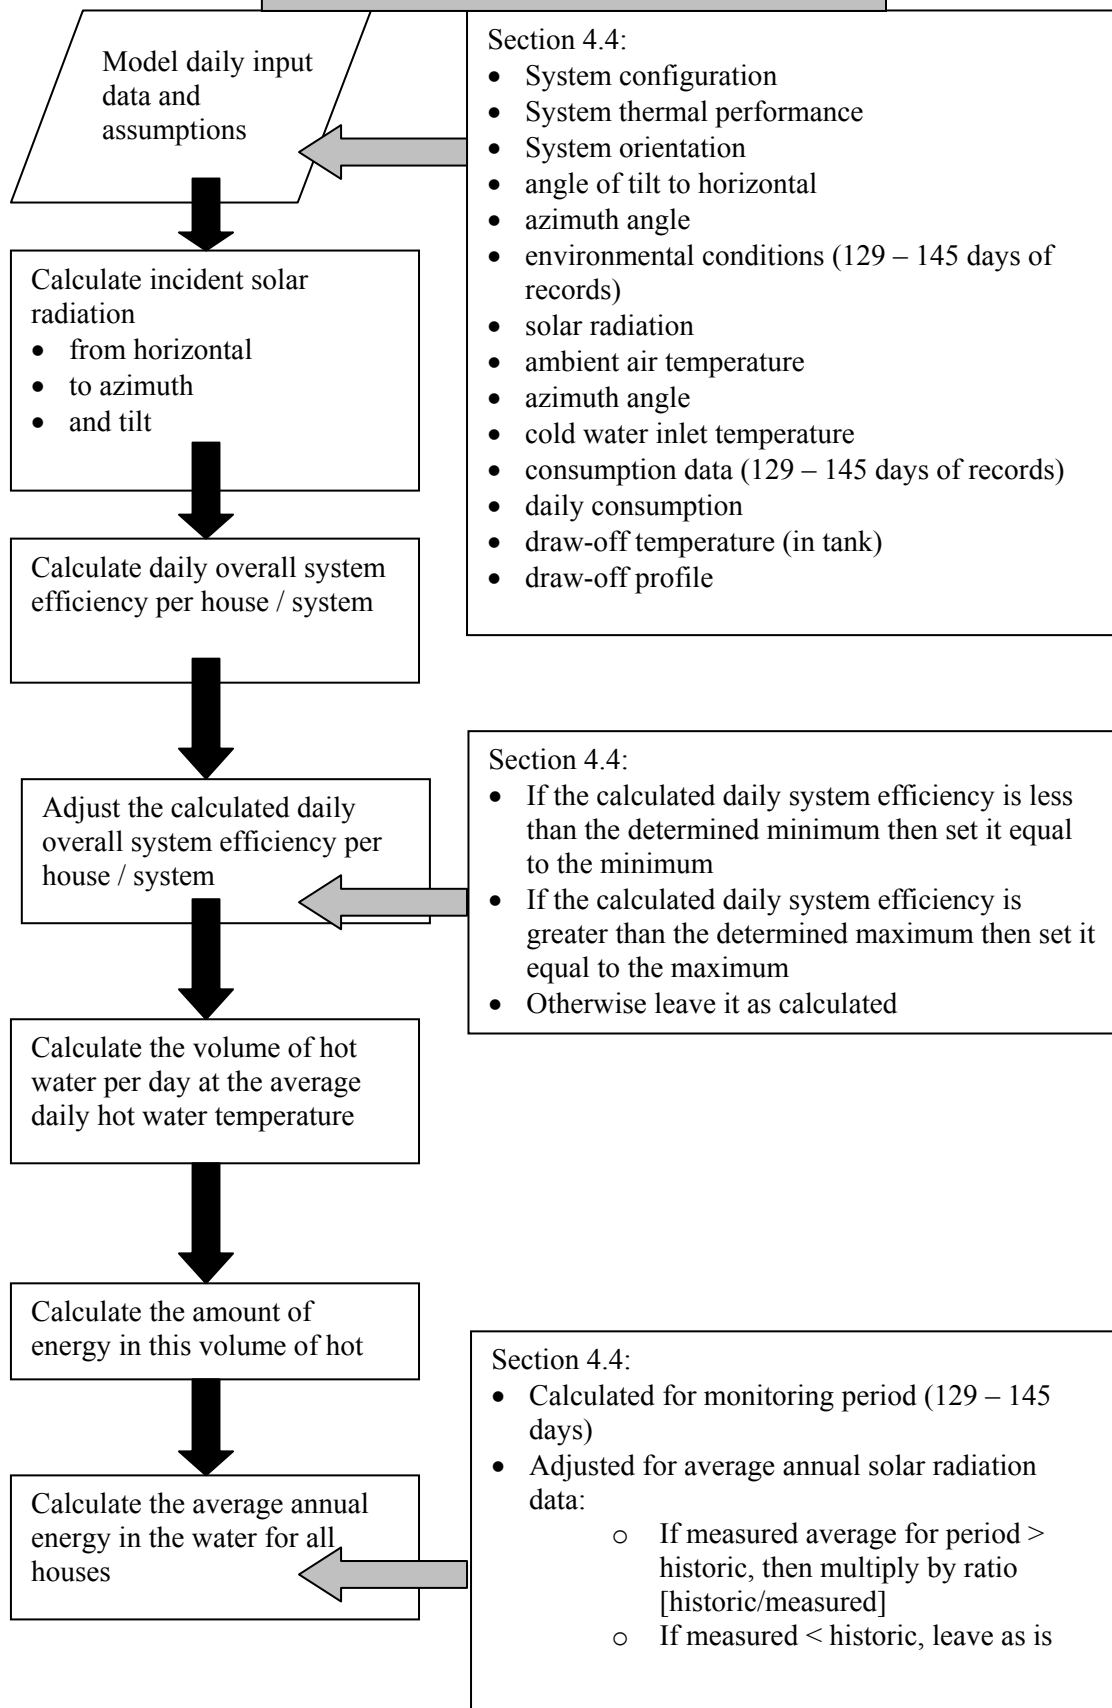 Model daily input
data and
assumptions
Section 4.4:
• System configuration
• System thermal performance
• System orientation
• angle of tilt to horizontal
• azimuth angle
• environmental conditions (129 – 145 days of
records)
• solar radiation
• ambient air temperature
• azimuth angle
• cold water inlet temperature
• consumption data (129 – 145 days of records)
• daily consumption
• draw-off temperature (in tank)
• draw-off profile
Calculate incident solar
radiation
• from horizontal
• to azimuth
• and tilt
Calculate daily overall system
efficiency per house / system
Adjust the calculated daily
overall system efficiency per
house / system
Section 4.4:
• If the calculated daily system efficiency is less
than the determined minimum then set it equal
to the minimum
• If the calculated daily system efficiency is
greater than the determined maximum then set it
equal to the maximum
• Otherwise leave it as calculated
Calculate the volume of hot
water per day at the average
daily hot water temperature
Calculate the amount of
energy in this volume of hot
Calculate the average annual
energy in the water for all
houses
Section 4.4:
• Calculated for monitoring period (129 – 145
days)
• Adjusted for average annual solar radiation
data:
o If measured average for period >
historic, then multiply by ratio
[historic/measured]
o If measured < historic, leave as is